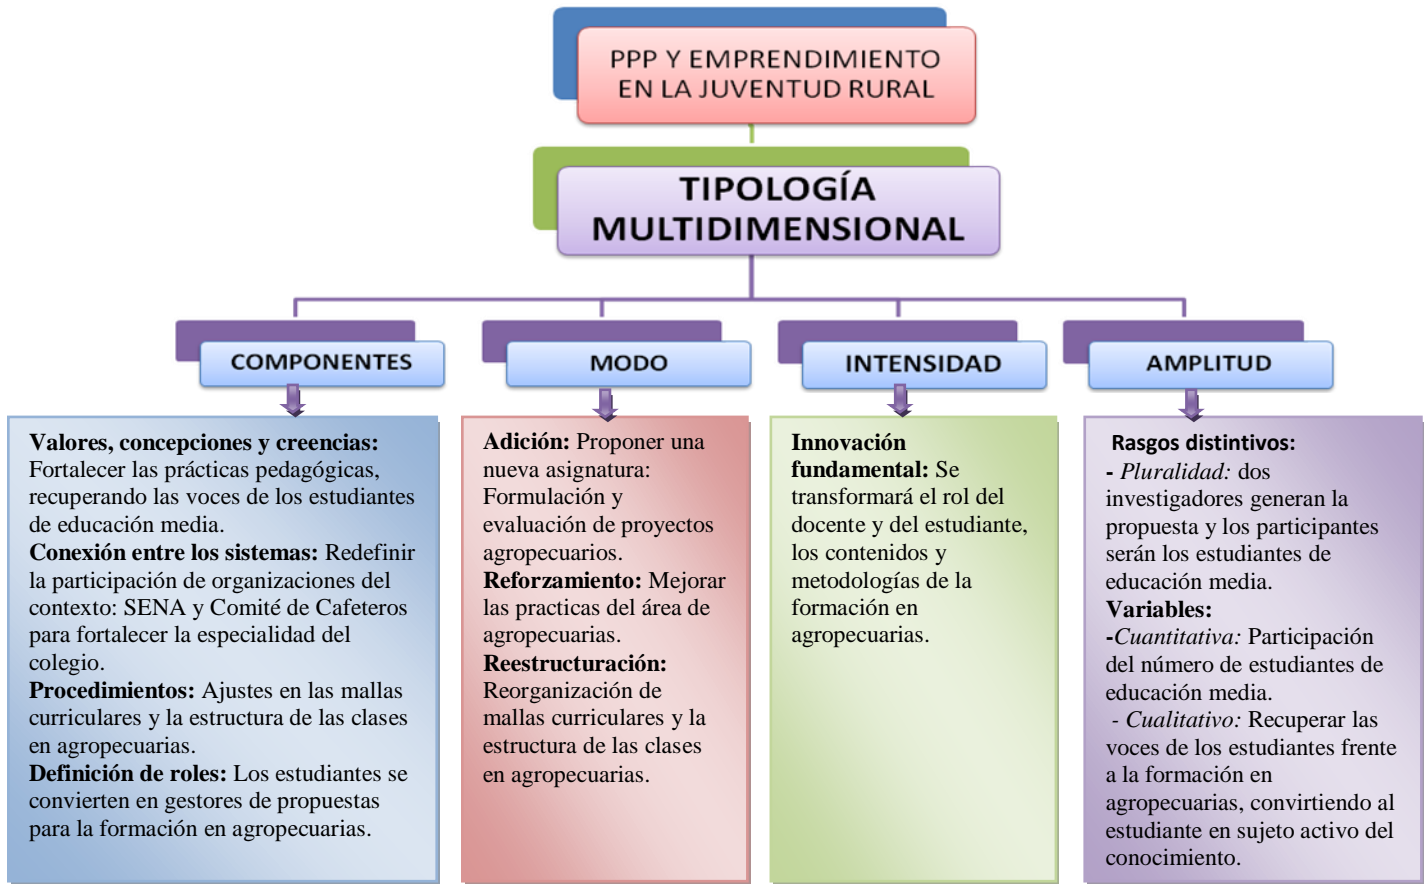 PPP Y EMPRENDIMIENTO
EN LA JUVENTUD RURAL
TIPOLOGÍA
MULTIDIMENSIONAL
COMPONENTES
Valores, concepciones y creencias:
Fortalecer las prácticas pedagógicas,
recuperando las voces de los estudiantes
de educación media.
Conexión entre los sistemas: Redefinir
la participación de organizaciones del
contexto: SENA y Comité de Cafeteros
para fortalecer la especialidad del
colegio.
Procedimientos: Ajustes en las mallas
curriculares y la estructura de las clases
en agropecuarias.
Definición de roles: Los estudiantes se
convierten en gestores de propuestas
para la formación en agropecuarias.
MODO
Adición: Proponer una
nueva asignatura:
Formulación y
evaluación de proyectos
agropecuarios.
Reforzamiento: Mejorar
las practicas del área de
agropecuarias.
Reestructuración:
Reorganización de
mallas curriculares y la
estructura de las clases
en agropecuarias.
INTENSIDAD
Innovación
fundamental: Se
transformará el rol del
docente y del estudiante,
los contenidos y
metodologías de la
formación en
agropecuarias.
AMPLITUD
Rasgos distintivos:
- Pluralidad: dos
investigadores generan la
propuesta y los participantes
serán los estudiantes de
educación media.
Variables:
-Cuantitativa: Participación
del número de estudiantes de
educación media.
- Cualitativo: Recuperar las
voces de los estudiantes frente
a la formación en
agropecuarias, convirtiendo al
estudiante en sujeto activo del
conocimiento.